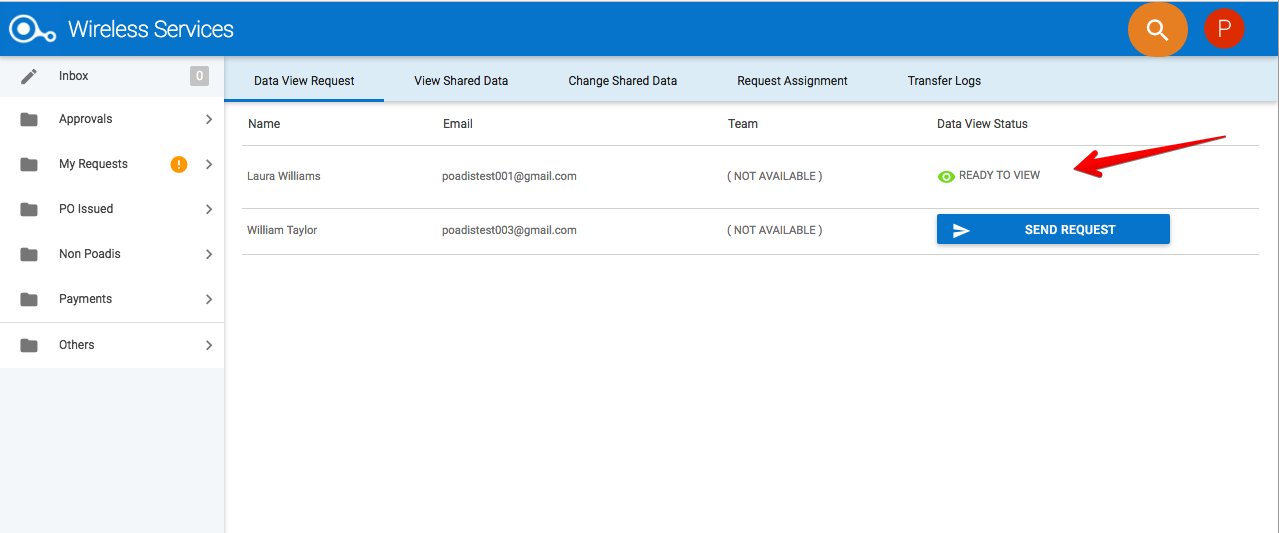 Wireless Services
P
Inbox 0
Approvals
My Requests !
PO Issued
Non Poadis
Payments
Others
Data View Request View Shared Data Change Shared Data Request Assignment Transfer Logs
Name Email Team Data View Status
Laura Williams poadistest001@gmail.com ( NOT AVAILABLE ) READY TO VIEW
William Taylor poadistest003@gmail.com ( NOT AVAILABLE ) SEND REQUEST